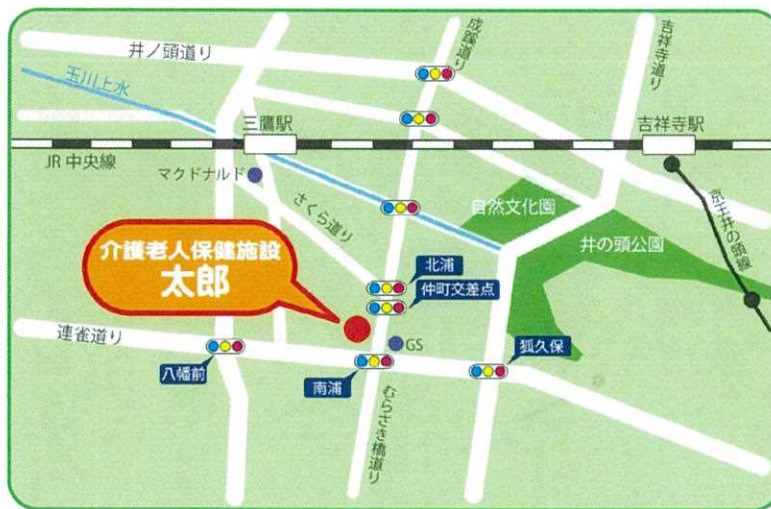 井ノ頭道り
成蹊道り
吉祥寺道り
玉川上水
三鷹駅
吉祥寺駅
JR 中央線
マクドナルド
さくら道り
自然文化園
井の頭公園
京王井の頭線
介護老人保健施設
太郎
北浦
仲町交差点
連雀道り
GS
八幡前
南浦
狐久保
むらさき橋道り